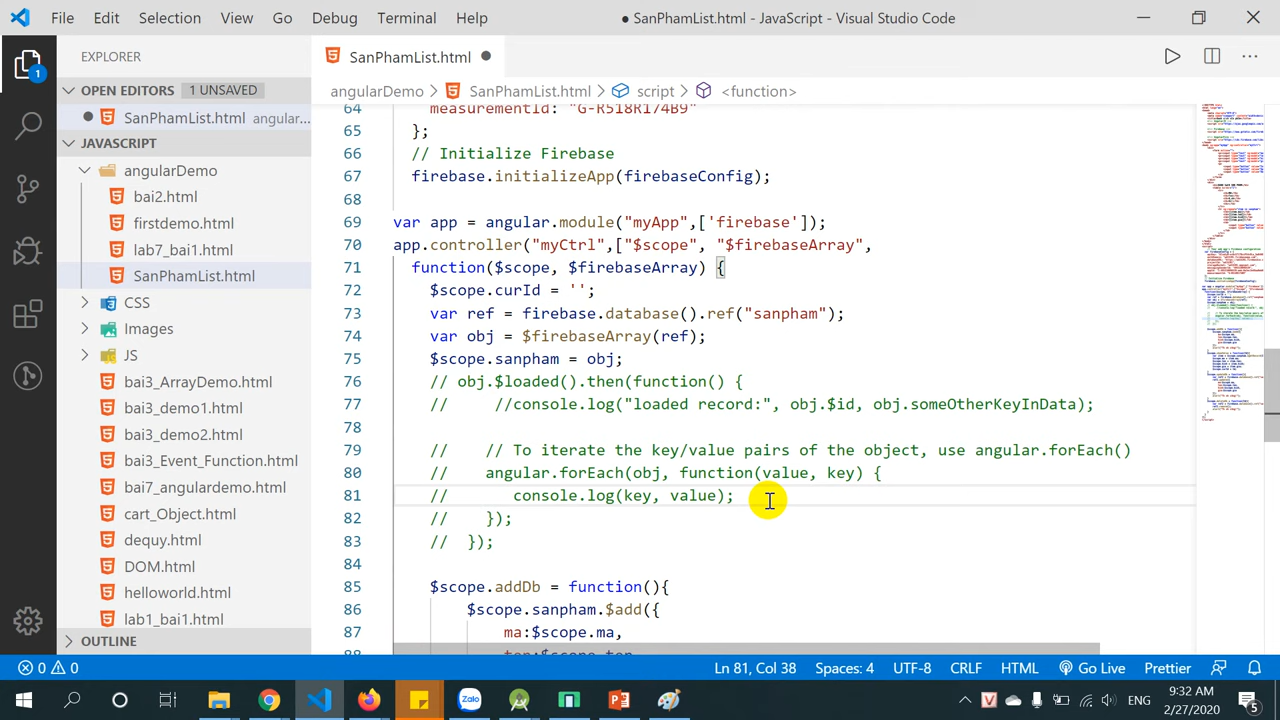 File Edit Selection View Go Debug Terminal Help
● SanPhamList.html - JavaScript - Visual Studio Code
EXPLORER
SanPhamList.html
OPEN EDITORS 1 UNSAVED
angularDemo > SanPhamList.html > script > <function>
SanPhamList.html angular...
angularDemo
bai2.html
firstdemo.html
lab7_bai1.html
SanPhamList.html
CSS
Images
JS
bai3_ArrayDemo.html
bai3_demo1.html
bai3_demo2.html
bai3_Event_Function.html
bai7_angulardemo.html
cart_Object.html
dequy.html
DOM.html
helloworld.html
lab1_bai1.html
OUTLINE
64 measurementId: "G-R518R174B9"
65 };
66 // Initialize Firebase
67 firebase.initializeApp(firebaseConfig);
68
69 var app = angular.module("myApp",["firebase"]);
70 app.controller("myCtrl",["$scope", "$firebaseArray",
71 function($scope, $firebaseArray) {
72 $scope.curid = '';
73 var ref = firebase.database().ref("sanpham");
74 var obj = $firebaseArray(ref);
75 $scope.sanpham = obj;
76 // obj.$loaded().then(function() {
77 // console.log("loaded record:", obj.$id, obj.someOtherKeyInData);
78
79 // // To iterate the key/value pairs of the object, use angular.forEach()
80 // angular.forEach(obj, function(value, key) {
81 // console.log(key, value);
82 // });
83 // });
84
85 $scope.addDb = function(){
86 $scope.sanpham.$add({
87 ma:$scope.ma,
88 ten:$scope.ten
0 0 Ln 81, Col 38 Spaces: 4 UTF-8 CRLF HTML Go Live Prettier
Zalo
ENG
2/27/2020
5